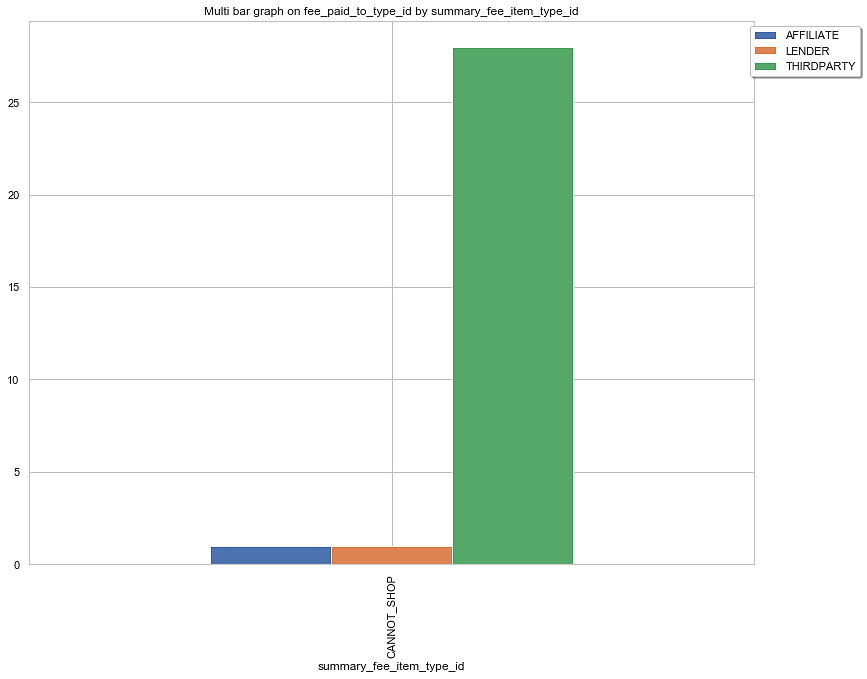 Multi bar graph on fee_paid_to_type_id by summary_fee_item_type_id
AFFILIATE
LENDER
THIRDPARTY
25
20
15
10
5
0
CANNOT_SHOP
summary_fee_item_type_id